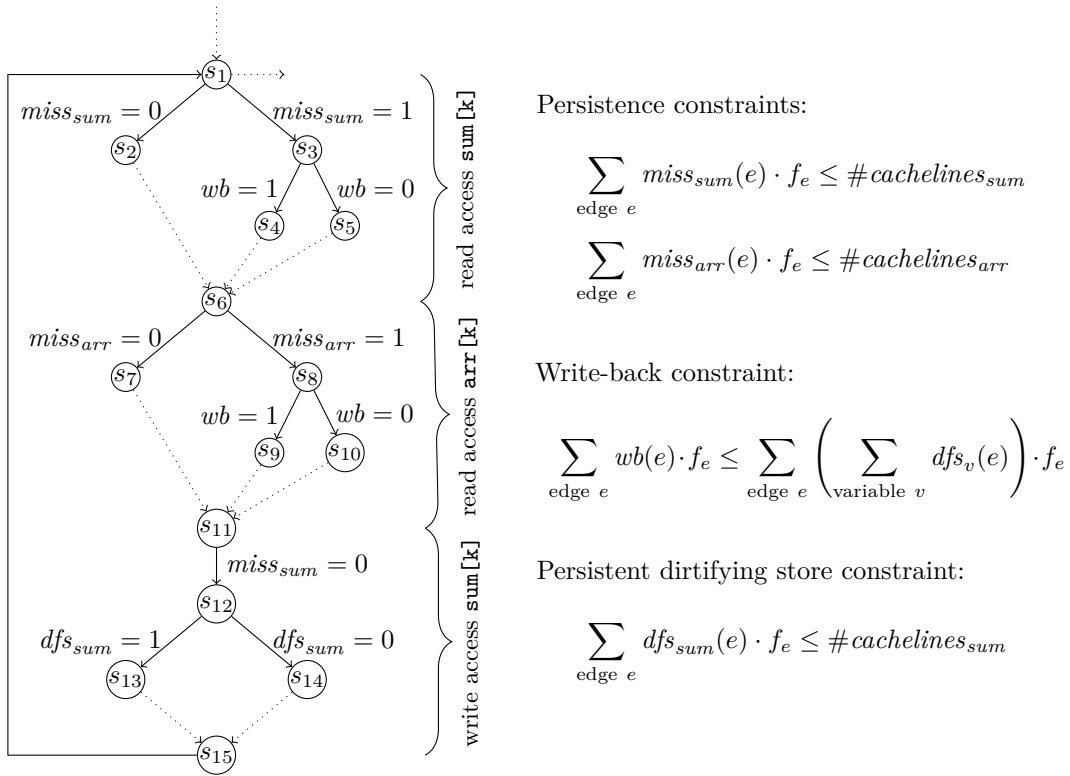 s₁
miss_sum = 0
miss_sum = 1
s₂
s₃
wb = 1
wb = 0
s₄
s₅
read access sum[k]
s₆
miss_arr = 0
miss_arr = 1
s₇
s₈
wb = 1
wb = 0
s₉
s₁₀
read access arr[k]
s₁₁
miss_sum = 0
s₁₂
dfs_sum = 1
dfs_sum = 0
s₁₃
s₁₄
s₁₅
write access sum[k]
Persistence constraints:
∑_{edge e} miss_sum(e) · f_e ≤ #cachelines_sum
∑_{edge e} miss_arr(e) · f_e ≤ #cachelines_arr
Write-back constraint:
∑_{edge e} wb(e) · f_e ≤ ∑_{edge e} (∑_{variable v} dfs_v(e)) · f_e
Persistent dirtifying store constraint:
∑_{edge e} dfs_sum(e) · f_e ≤ #cachelines_sum